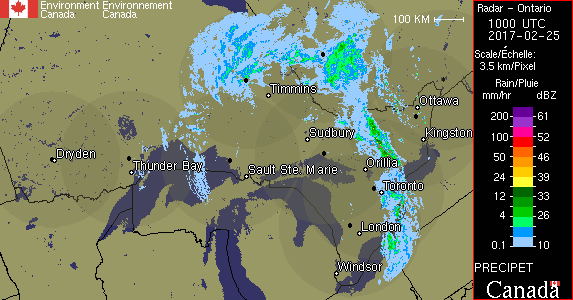 Environment Environnement
Canada Canada
100 KM
Timmins
Ottawa
Sudbury
Kingston
Dryden
Thunder Bay
Sault Ste. Marie
Orillia
Toronto
London
Windsor
Radar - Ontario
1000 UTC
2017-02-25
Scale/Échelle:
3.5 km/Pixel
Rain/Pluie
mm/hr dBZ
200 61
100 52
50 46
24 39
12 33
4 26
0.1 10
PRECIPET
Canada